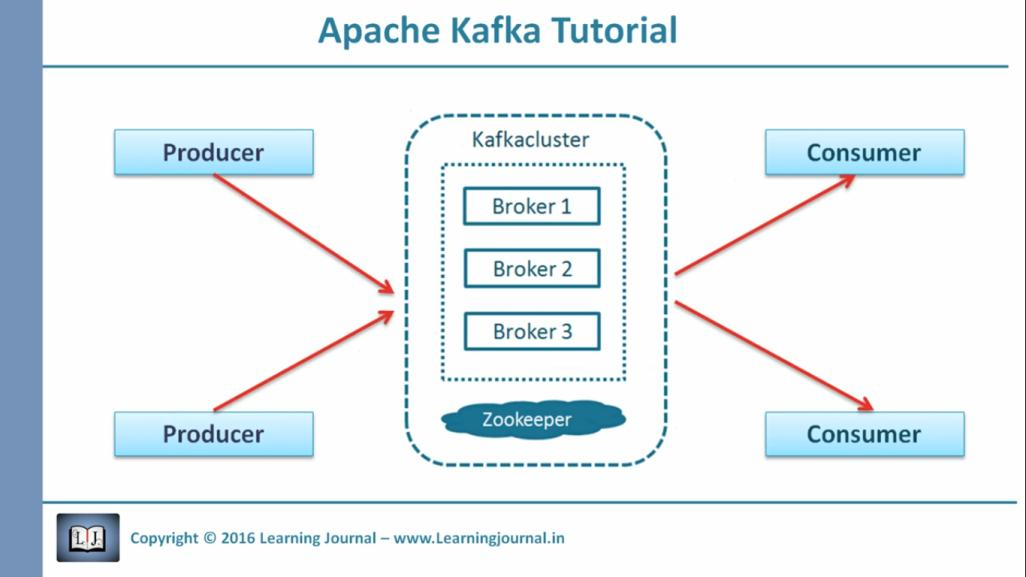 Apache Kafka Tutorial
Producer
Kafkacluster
Consumer
Broker 1
Broker 2
Broker 3
Zookeeper
Producer
Consumer
LJ
Copyright © 2016 Learning Journal – www.Learningjournal.in